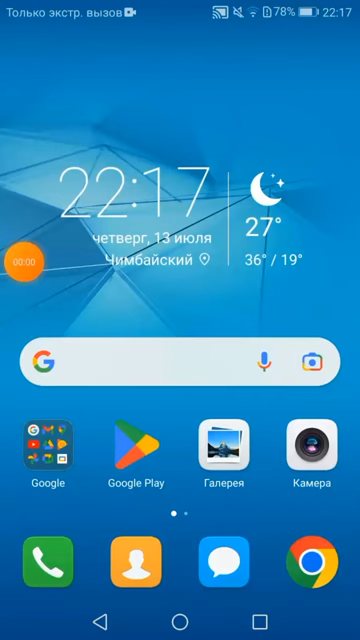 Только экстр. вызов 78% 22:17
22:17
27°
четверг, 13 июля
Чимбайский
36° / 19°
00:00
Google
Google Play
Галерея
Камера